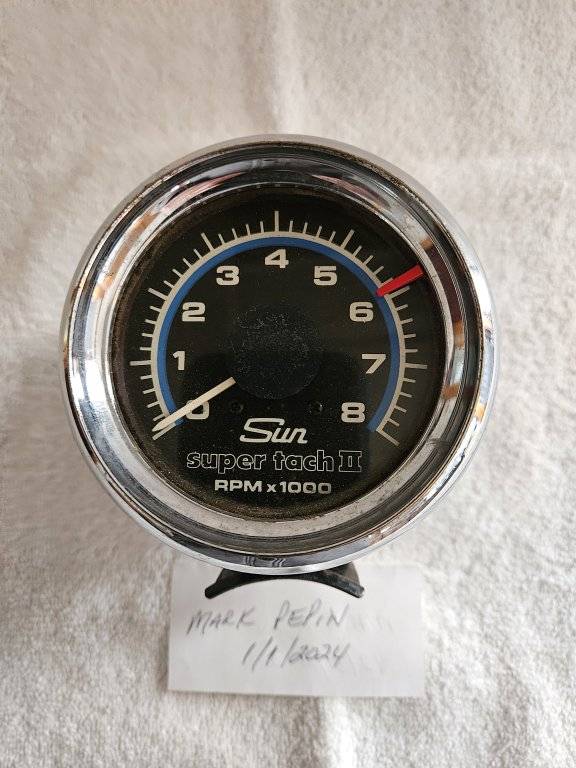 4
3 5
2 6
1 7
0 8
Sun
super tach II
RPM x 1000
MARK PEPIN
1/1/2024